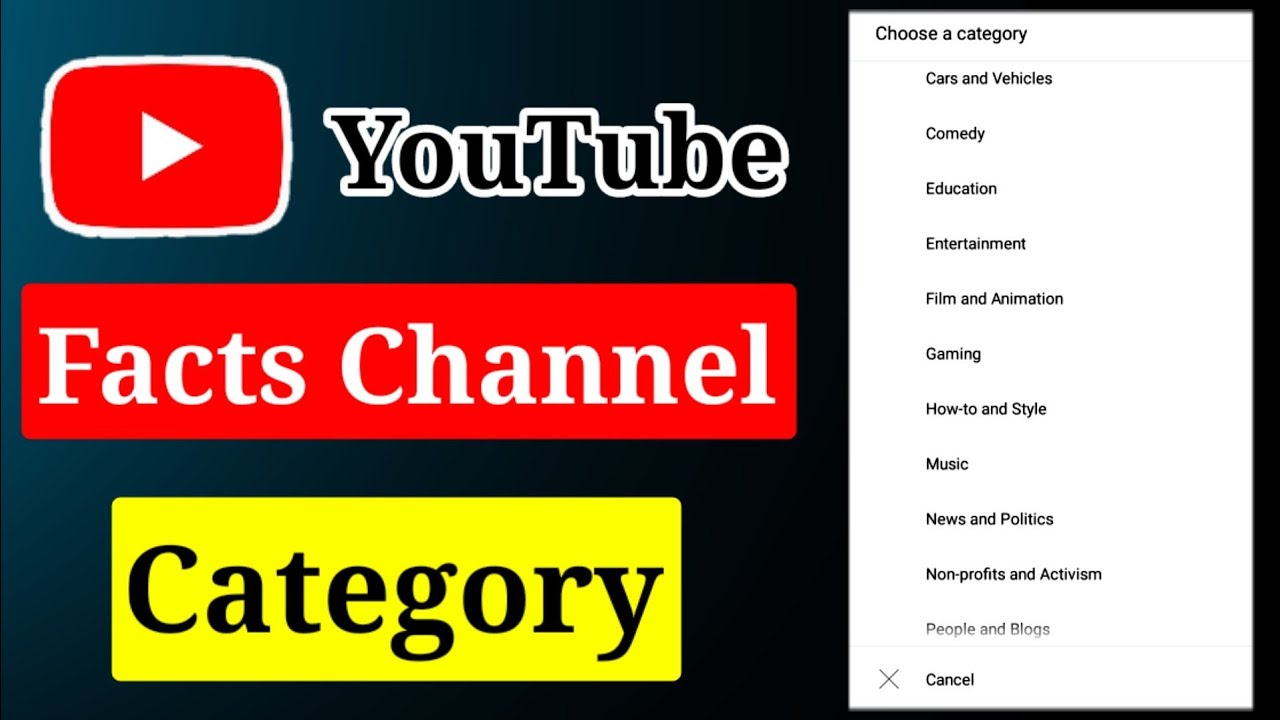 YouTube
Facts Channel
Category
Choose a category
Cars and Vehicles
Comedy
Education
Entertainment
Film and Animation
Gaming
How-to and Style
Music
News and Politics
Non-profits and Activism
People and Blogs
Cancel